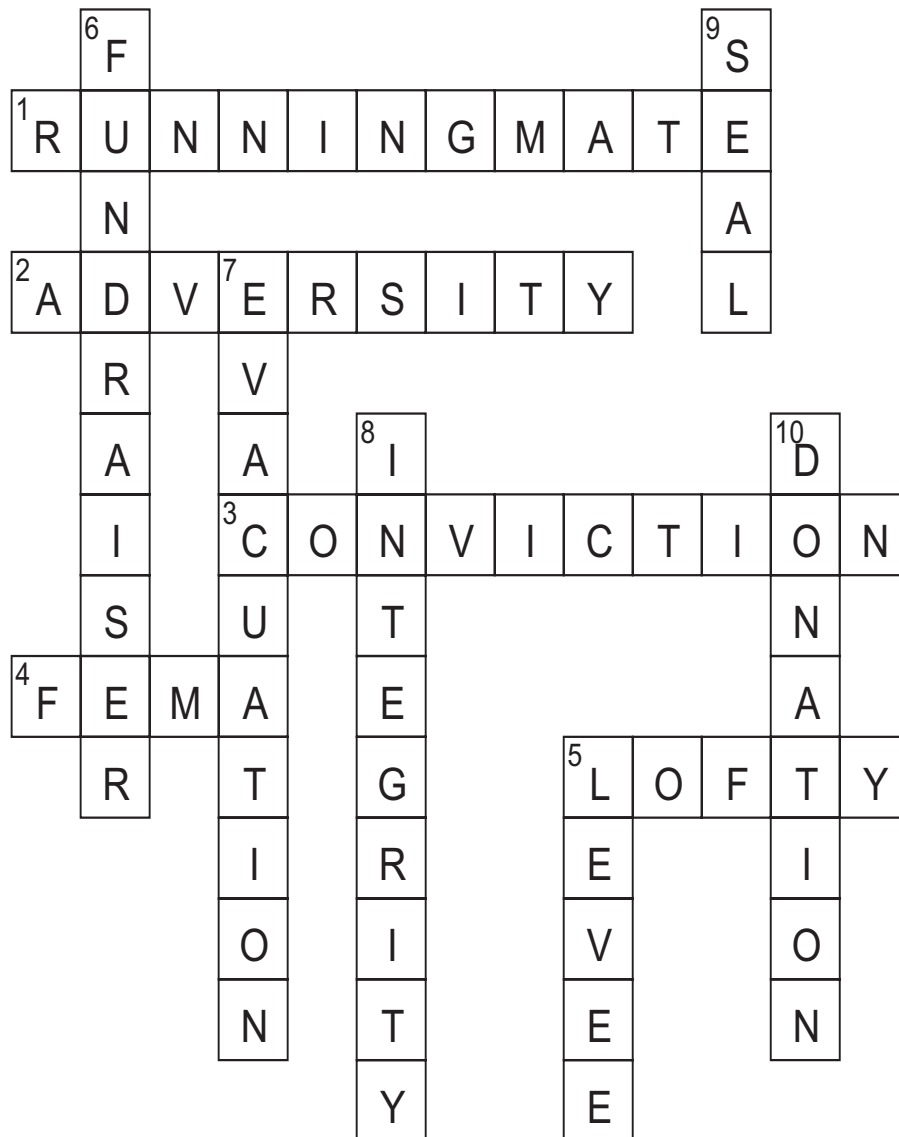 6 F 9 S
1 R U N N I N G M A T E
N A
2 A D V 7 E R S I T Y L
R V
A A 8 I 10 D
I 3 C O N V I C T I O N
S U T N
4 F E M A E A
R T G 5 L O F T Y
I R E I
O I V O
N T E N
Y E